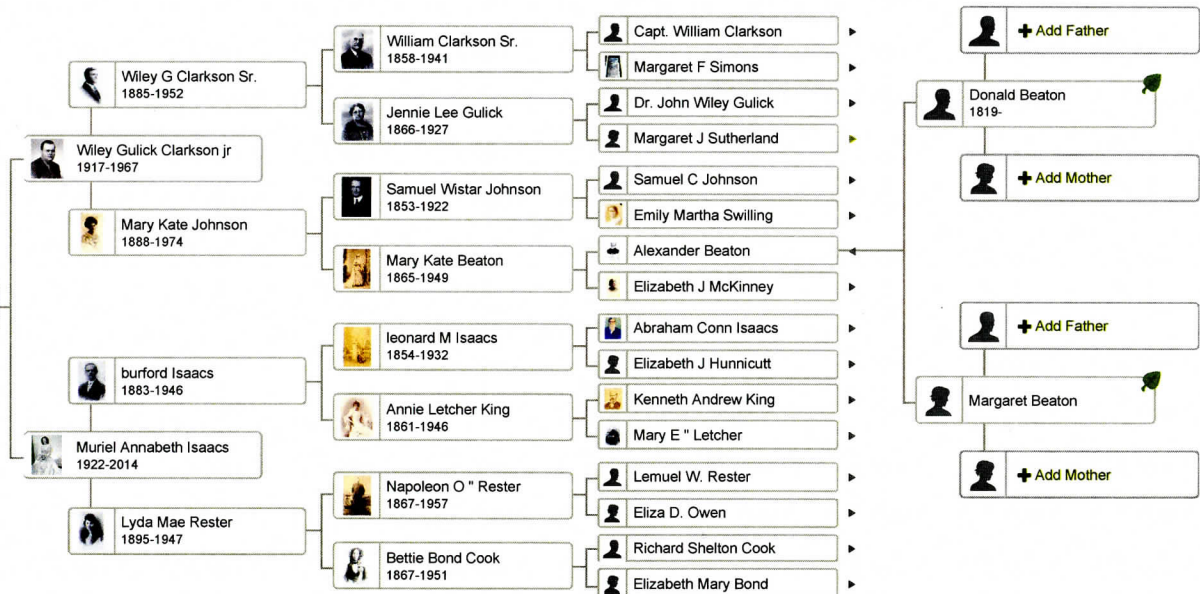 Wiley Gulick Clarkson jr
1917-1967
Muriel Annabeth Isaacs
1922-2014
Wiley G Clarkson Sr.
1885-1952
Mary Kate Johnson
1888-1974
burford Isaacs
1883-1946
Lyda Mae Rester
1895-1947
William Clarkson Sr.
1858-1941
Jennie Lee Gulick
1866-1927
Samuel Wistar Johnson
1853-1922
Mary Kate Beaton
1865-1949
leonard M Isaacs
1854-1932
Annie Letcher King
1861-1946
Napoleon O " Rester
1867-1957
Bettie Bond Cook
1867-1951
Capt. William Clarkson
Margaret F Simons
Dr. John Wiley Gulick
Margaret J Sutherland
Samuel C Johnson
Emily Martha Swilling
Alexander Beaton
Elizabeth J McKinney
Abraham Conn Isaacs
Elizabeth J Hunnicutt
Kenneth Andrew King
Mary E " Letcher
Lemuel W. Rester
Eliza D. Owen
Richard Shelton Cook
Elizabeth Mary Bond
+ Add Father
Donald Beaton
1819-
+ Add Mother
+ Add Father
Margaret Beaton
+ Add Mother